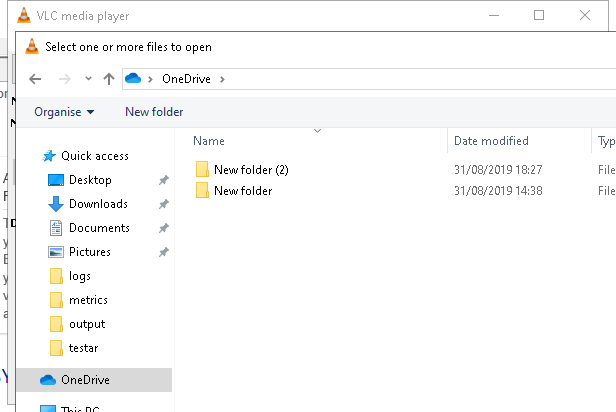 VLC media player
Select one or more files to open
OneDrive
Organise New folder
Name Date modified Typ
Quick access
New folder (2) 31/08/2019 18:27 File
Desktop
New folder 31/08/2019 14:38 File
Downloads
Documents
Pictures
logs
metrics
output
testar
OneDrive
This PC